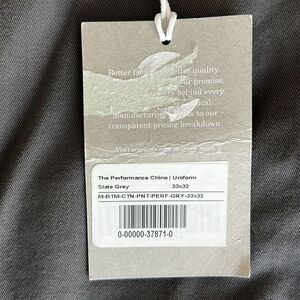 Better quality.
our promise.
behind every
manufacturing to our
transparent pricing breakdown.
The Performance Chino | Uniform
Slate Grey 33x32
M-BTM-CTN-PNT-PERF-GRY-33x32
0-00000-37871-0